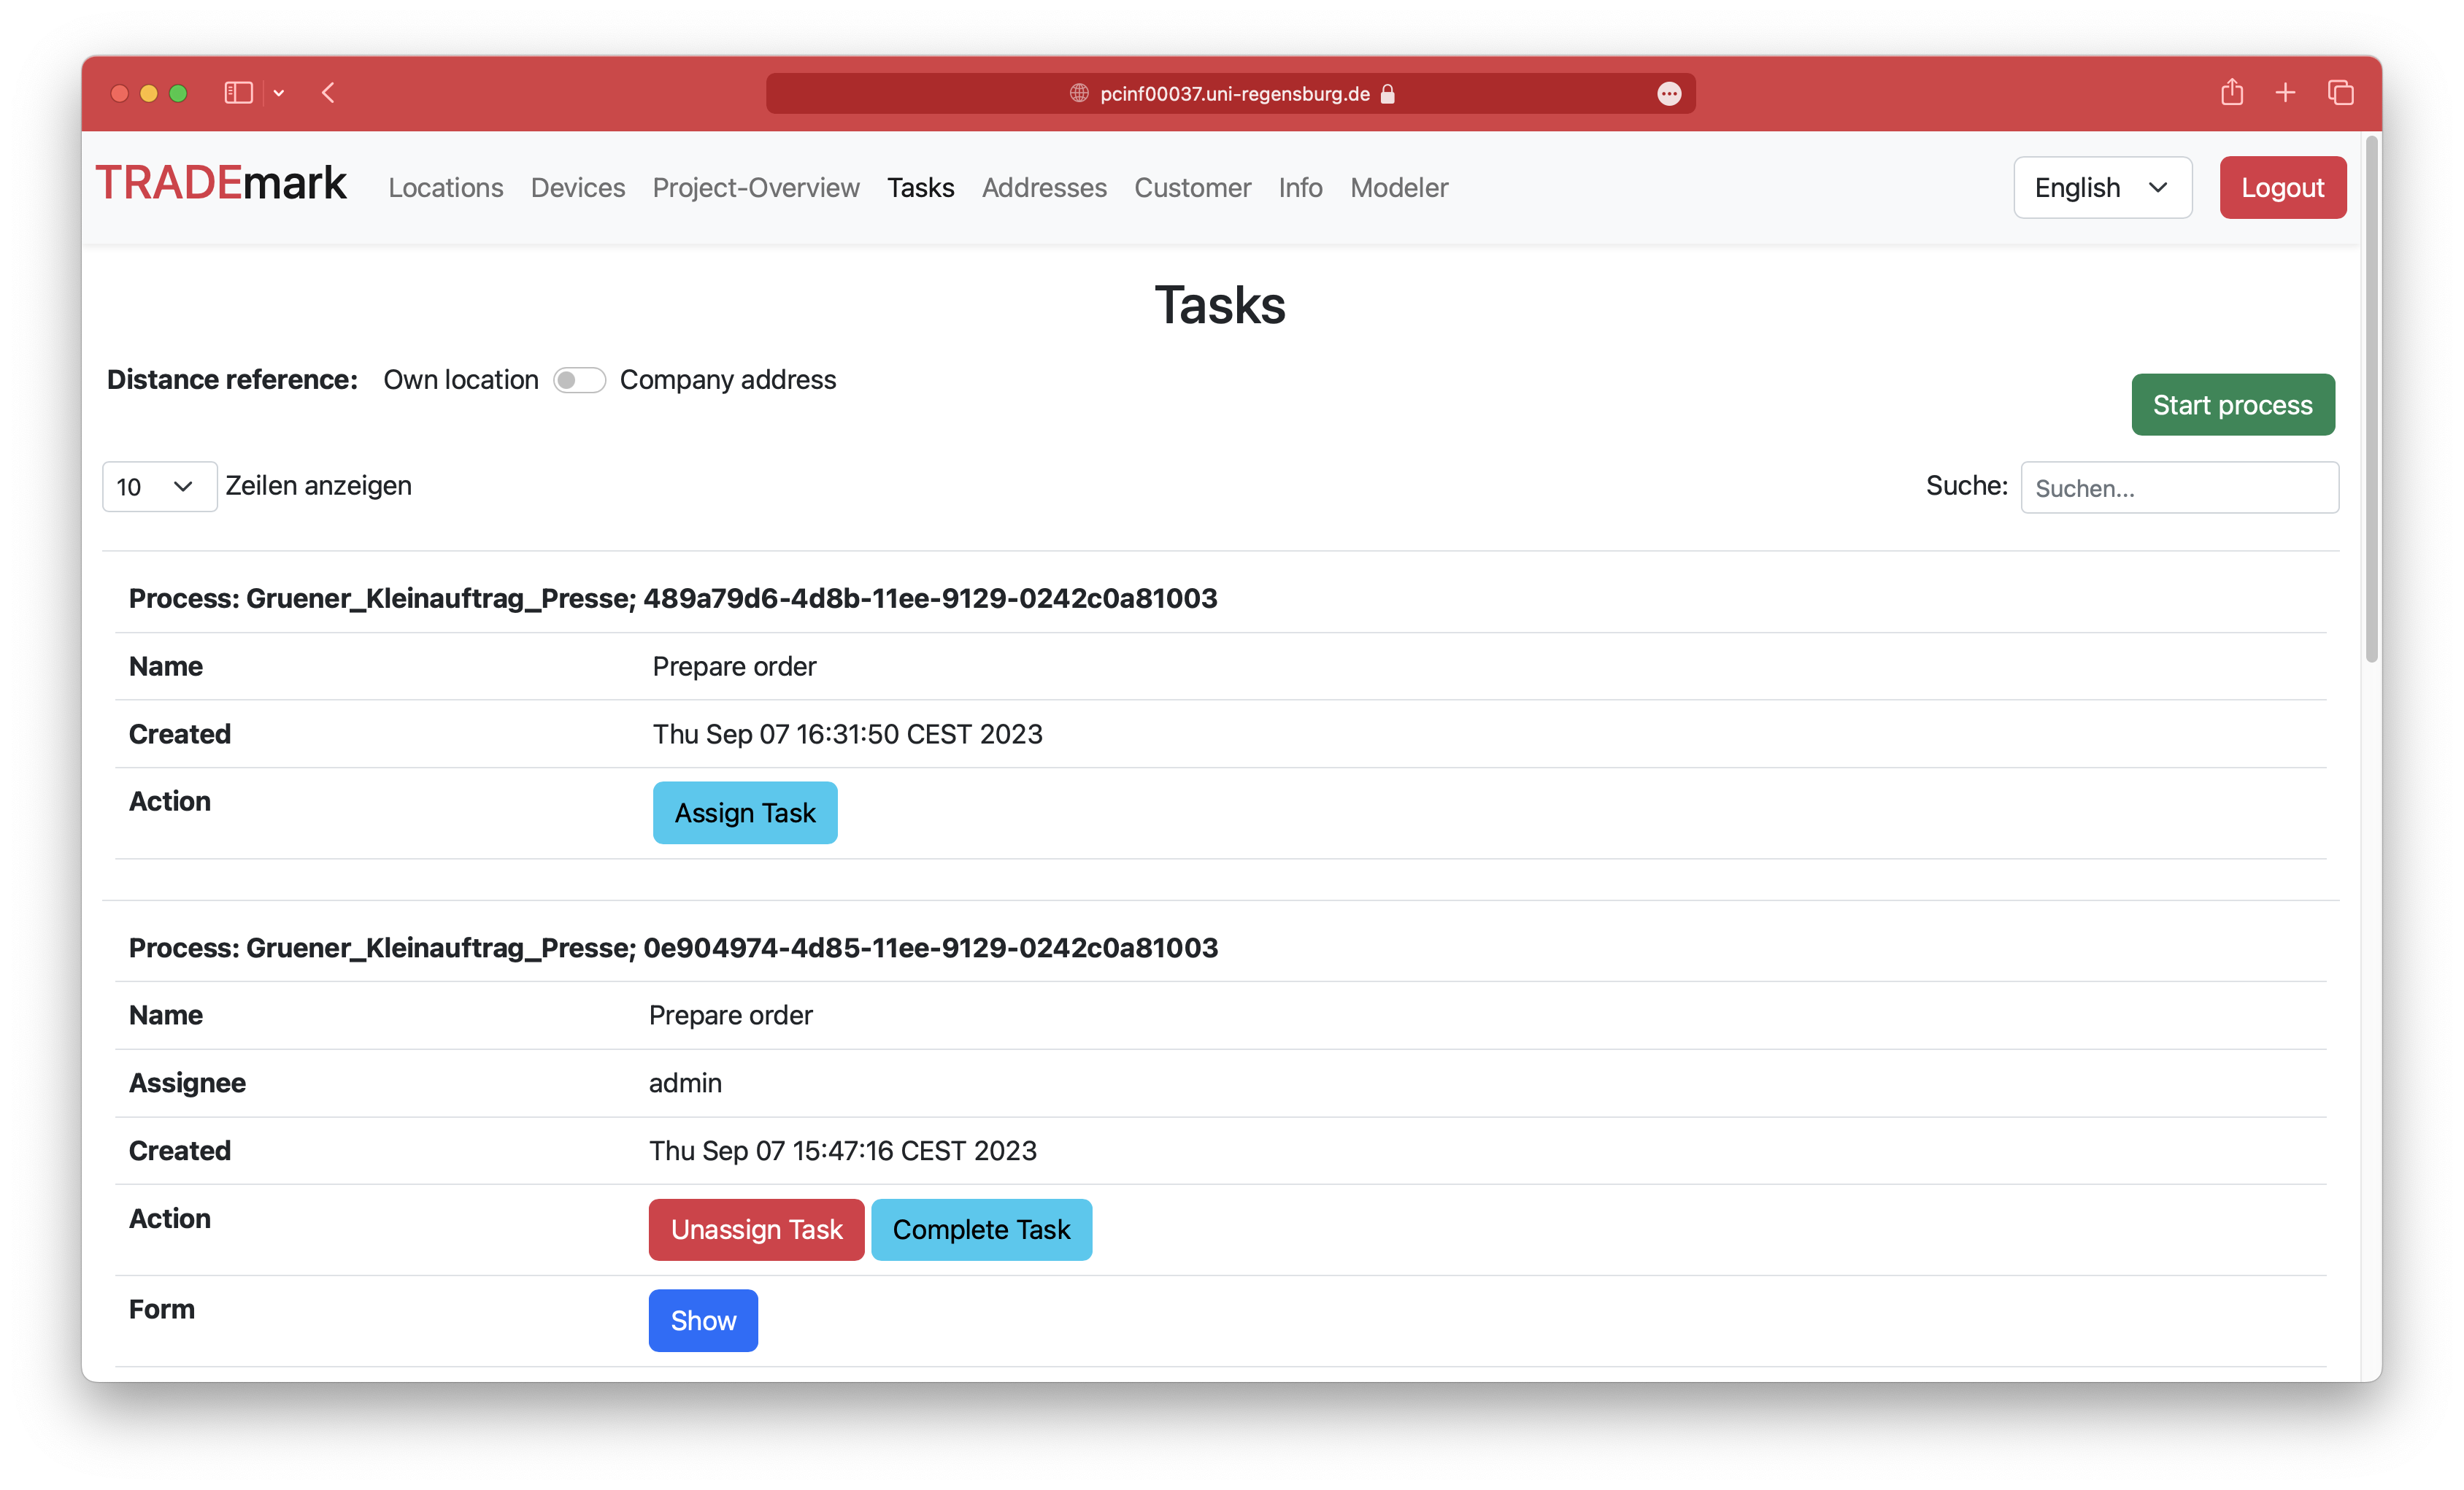 pcinf00037.uni-regensburg.de
TRADEmark Locations Devices Project-Overview Tasks Addresses Customer Info Modeler English Logout
Tasks
Distance reference: Own location Company address
Start process
10 Zeilen anzeigen Suche: Suchen...
Process: Gruener_Kleinauftrag_Presse; 489a79d6-4d8b-11ee-9129-0242c0a81003
Name Prepare order
Created Thu Sep 07 16:31:50 CEST 2023
Action Assign Task
Process: Gruener_Kleinauftrag_Presse; 0e904974-4d85-11ee-9129-0242c0a81003
Name Prepare order
Assignee admin
Created Thu Sep 07 15:47:16 CEST 2023
Action Unassign Task Complete Task
Form Show